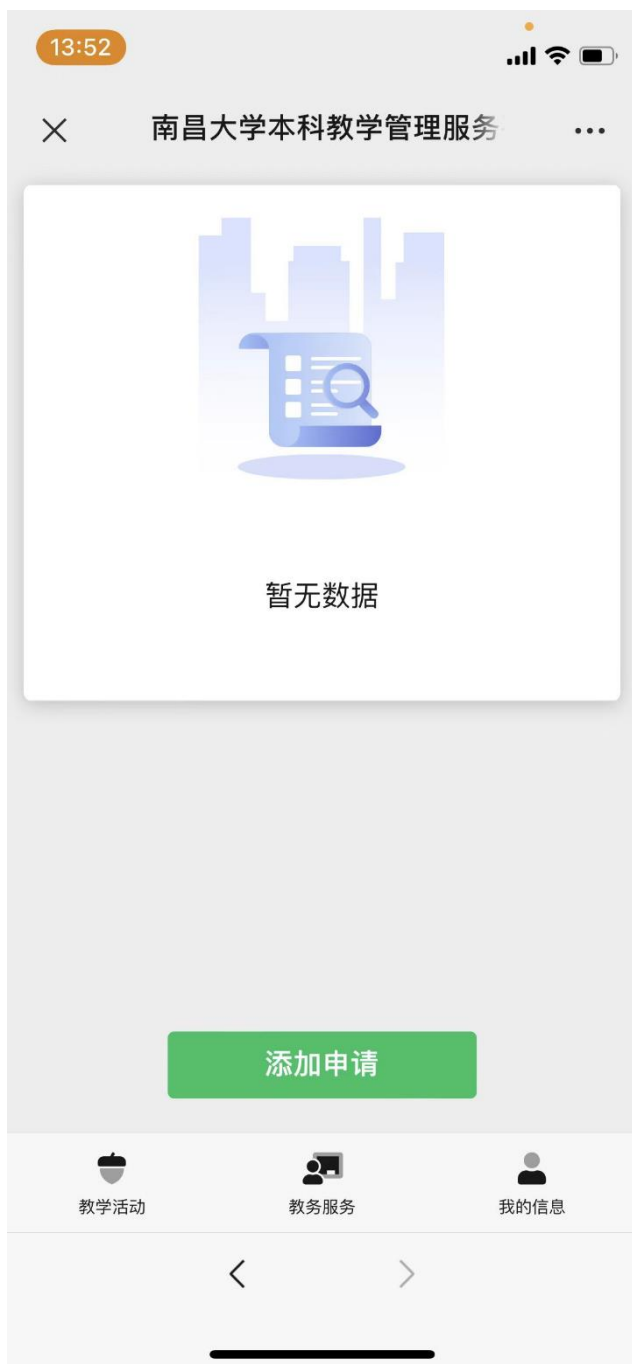 13:52
南昌大学本科教学管理服务
暂无数据
添加申请
教学活动
教务服务
我的信息